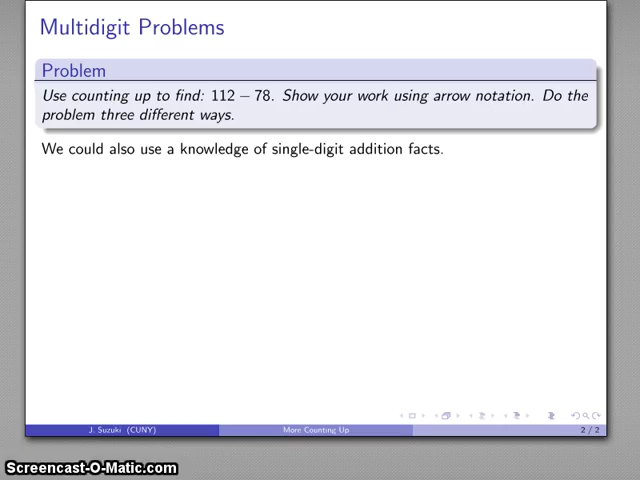 Multidigit Problems
Problem
Use counting up to find: 112 − 78. Show your work using arrow notation. Do the
problem three different ways.
We could also use a knowledge of single-digit addition facts.
J. Suzuki (CUNY)
More Counting Up
2 / 2
Screencast-O-Matic.com